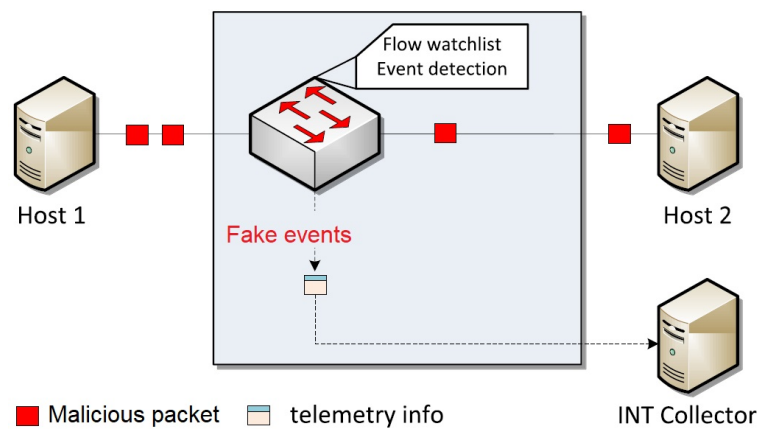 Flow watchlist
Event detection
Host 1
Host 2
Fake events
Malicious packet
telemetry info
INT Collector